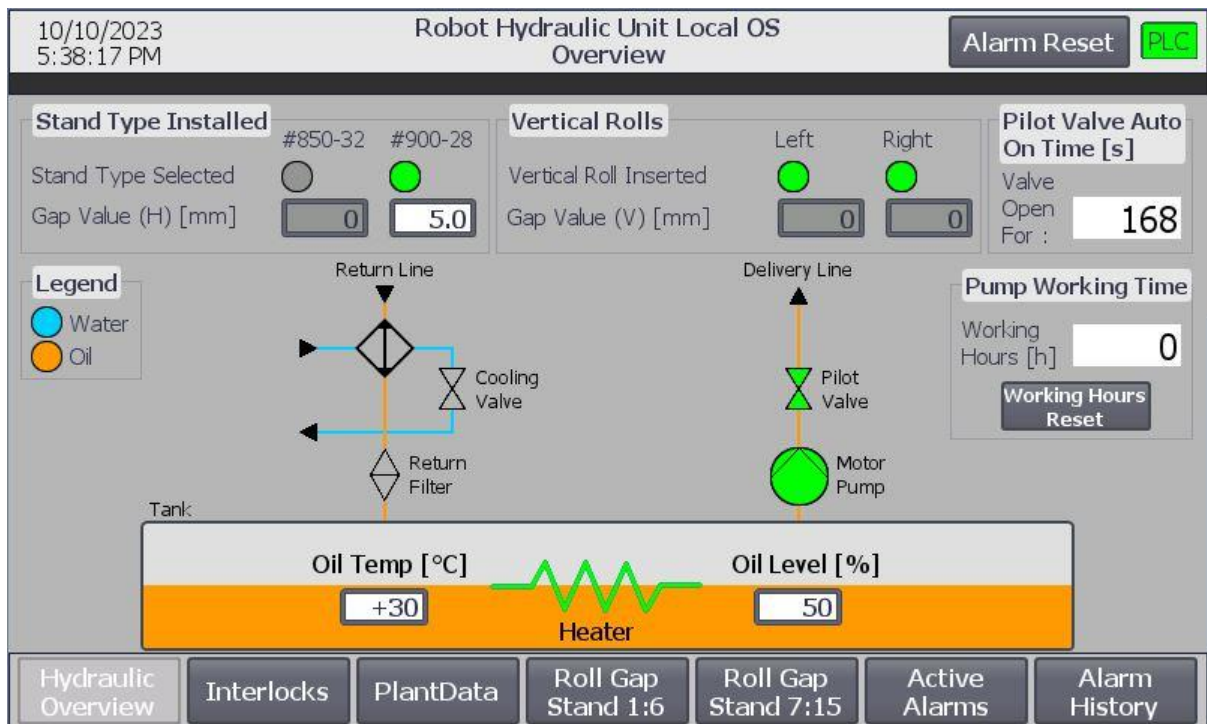 10/10/2023
5:38:17 PM
Robot Hydraulic Unit Local OS
Overview
Alarm Reset
PLC
Stand Type Installed
#850-32 #900-28
Stand Type Selected
Gap Value (H) [mm] 0 5.0
Vertical Rolls
Left Right
Vertical Roll Inserted
Gap Value (V) [mm] 0 0
Pilot Valve Auto
On Time [s]
Valve
Open
For :
168
Legend
Water
Oil
Return Line
Cooling
Valve
Return
Filter
Delivery Line
Pilot
Valve
Motor
Pump
Pump Working Time
Working
Hours [h]
0
Working Hours
Reset
Tank
Oil Temp [°C]
+30
Heater
Oil Level [%]
50
Hydraulic
Overview
Interlocks
PlantData
Roll Gap
Stand 1:6
Roll Gap
Stand 7:15
Active
Alarms
Alarm
History